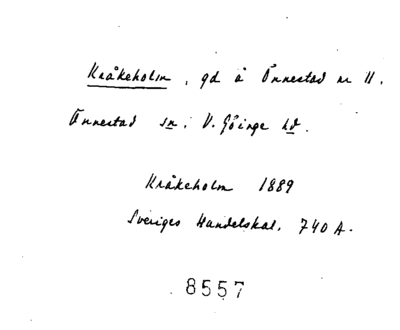 Kråkeholm, gd å Önnestad nr 11.
Önnestad sn, V. Göinge hd.
Kråkeholm 1889
Sveriges Handelskal. 740 A.
8557